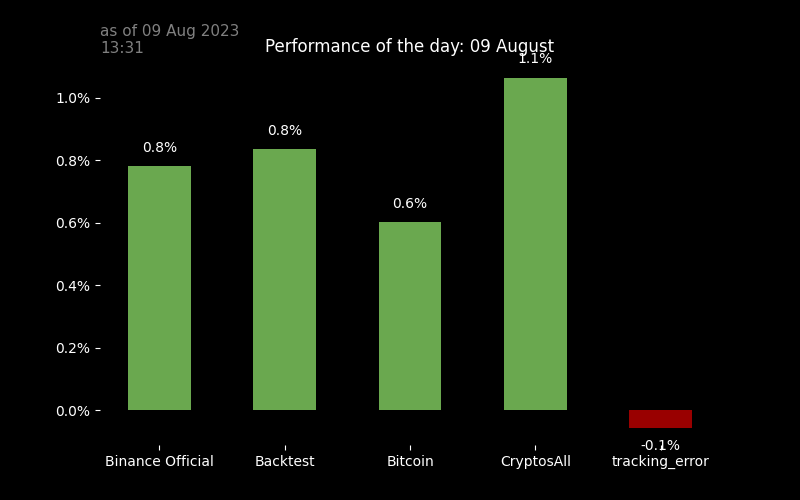 as of 09 Aug 2023
13:31
Performance of the day: 09 August
1.1%
1.0%
0.8%
0.8%
0.8%
0.6%
0.6%
0.4%
0.2%
0.0%
-0.1%
Binance Official
Backtest
Bitcoin
CryptosAll
tracking_error